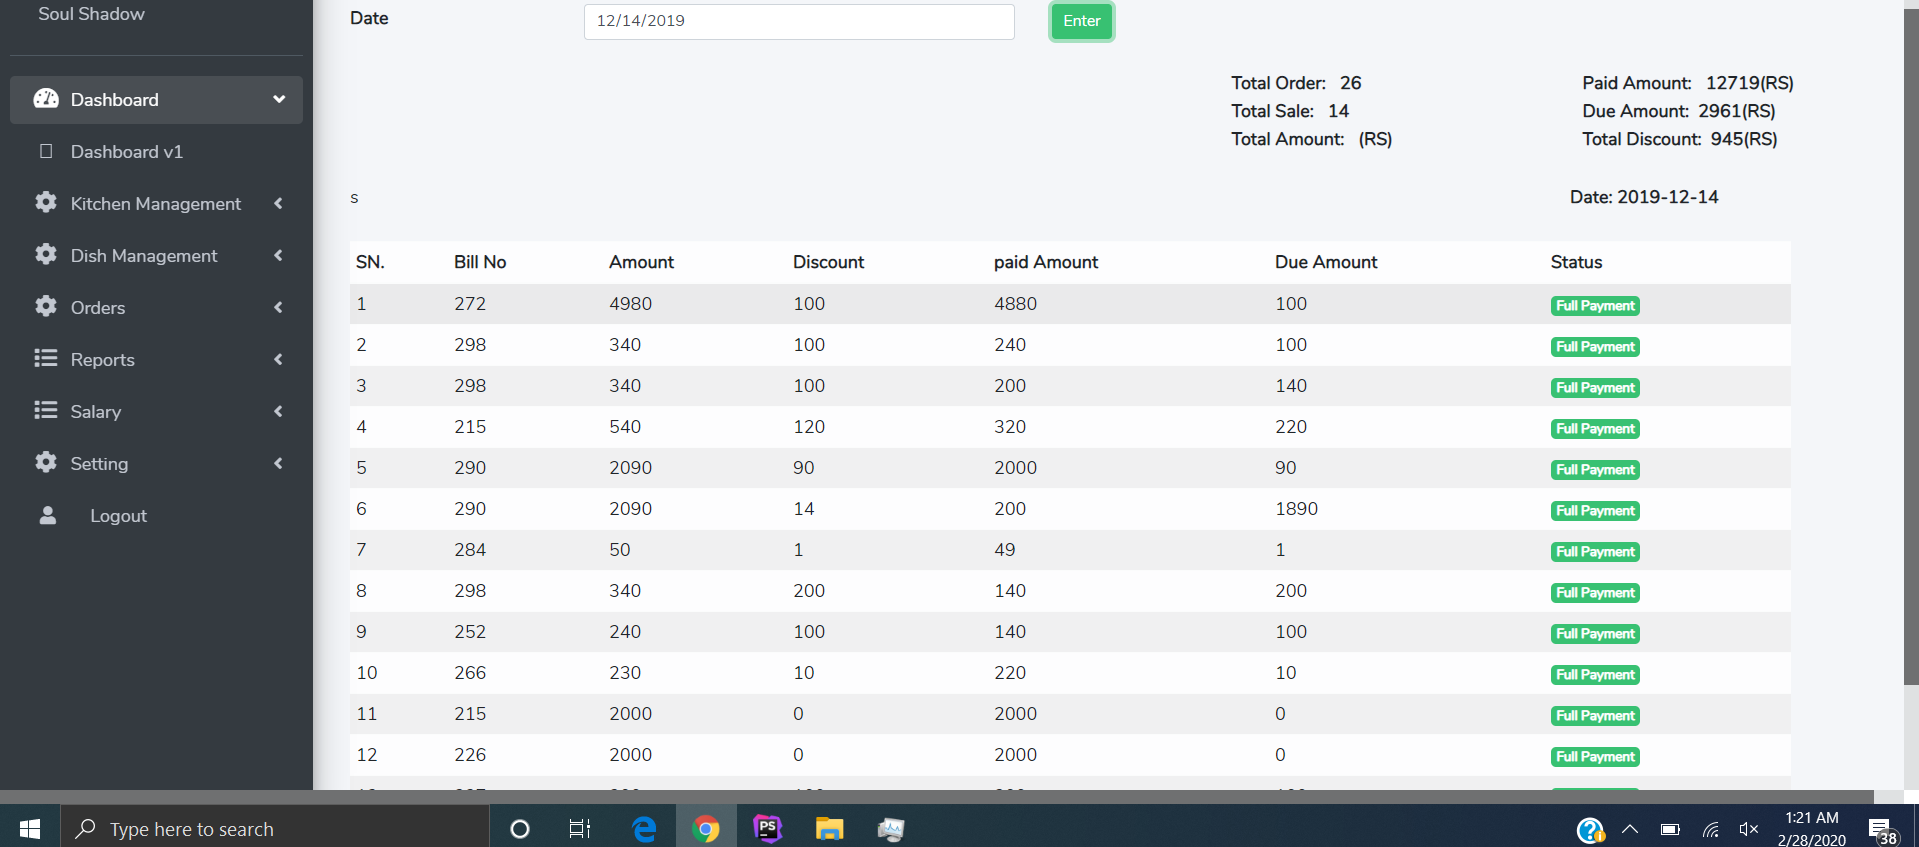 Soul Shadow
Dashboard
Dashboard v1
Kitchen Management
Dish Management
Orders
Reports
Salary
Setting
Logout
Date 12/14/2019 Enter
Total Order: 26 Paid Amount: 12719(RS)
Total Sale: 14 Due Amount: 2961(RS)
Total Amount: (RS) Total Discount: 945(RS)
s Date: 2019-12-14
SN. Bill No Amount Discount paid Amount Due Amount Status
1 272 4980 100 4880 100 Full Payment
2 298 340 100 240 100 Full Payment
3 298 340 100 200 140 Full Payment
4 215 540 120 320 220 Full Payment
5 290 2090 90 2000 90 Full Payment
6 290 2090 14 200 1890 Full Payment
7 284 50 1 49 1 Full Payment
8 298 340 200 140 200 Full Payment
9 252 240 100 140 100 Full Payment
10 266 230 10 220 10 Full Payment
11 215 2000 0 2000 0 Full Payment
12 226 2000 0 2000 0 Full Payment
Type here to search
PS
1:21 AM
2/28/2020
38